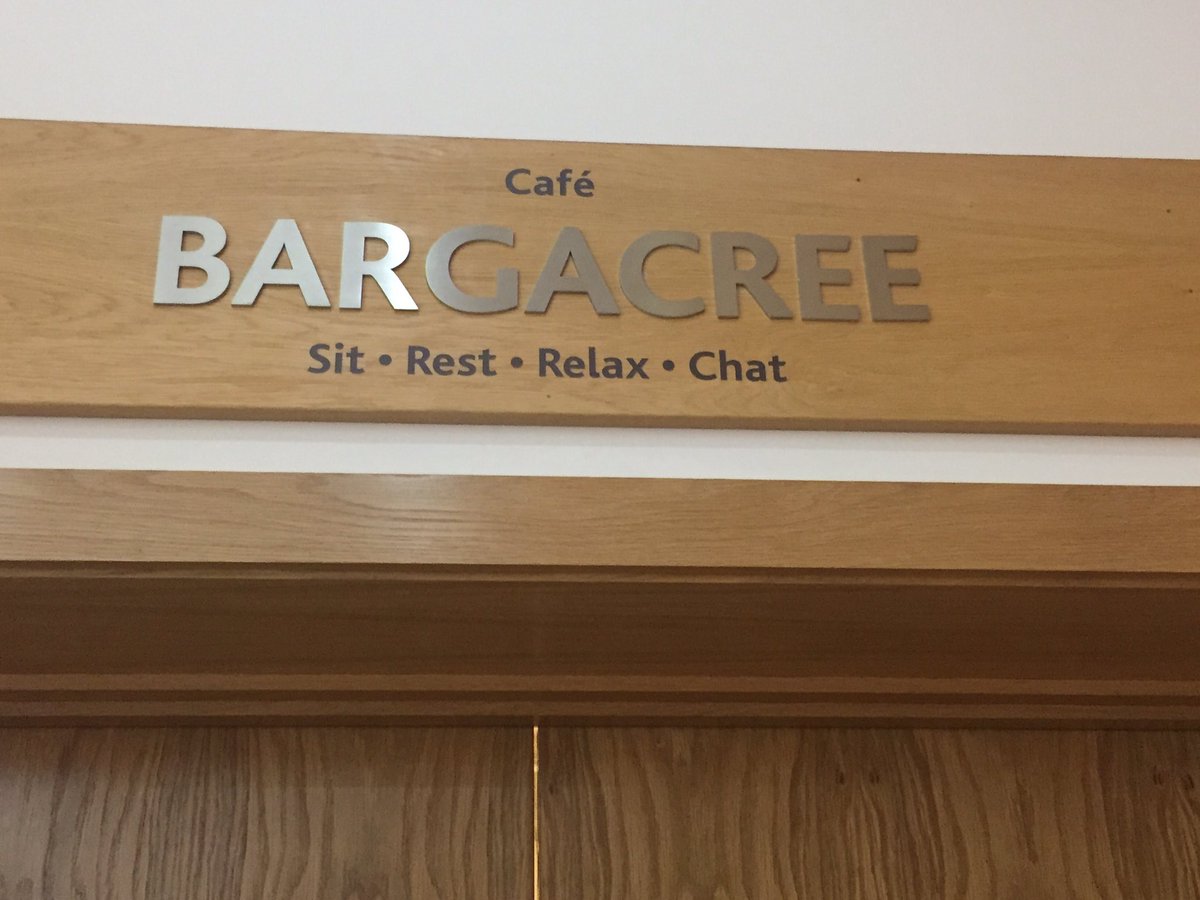 Café
BARGACREE
Sit • Rest • Relax • Chat